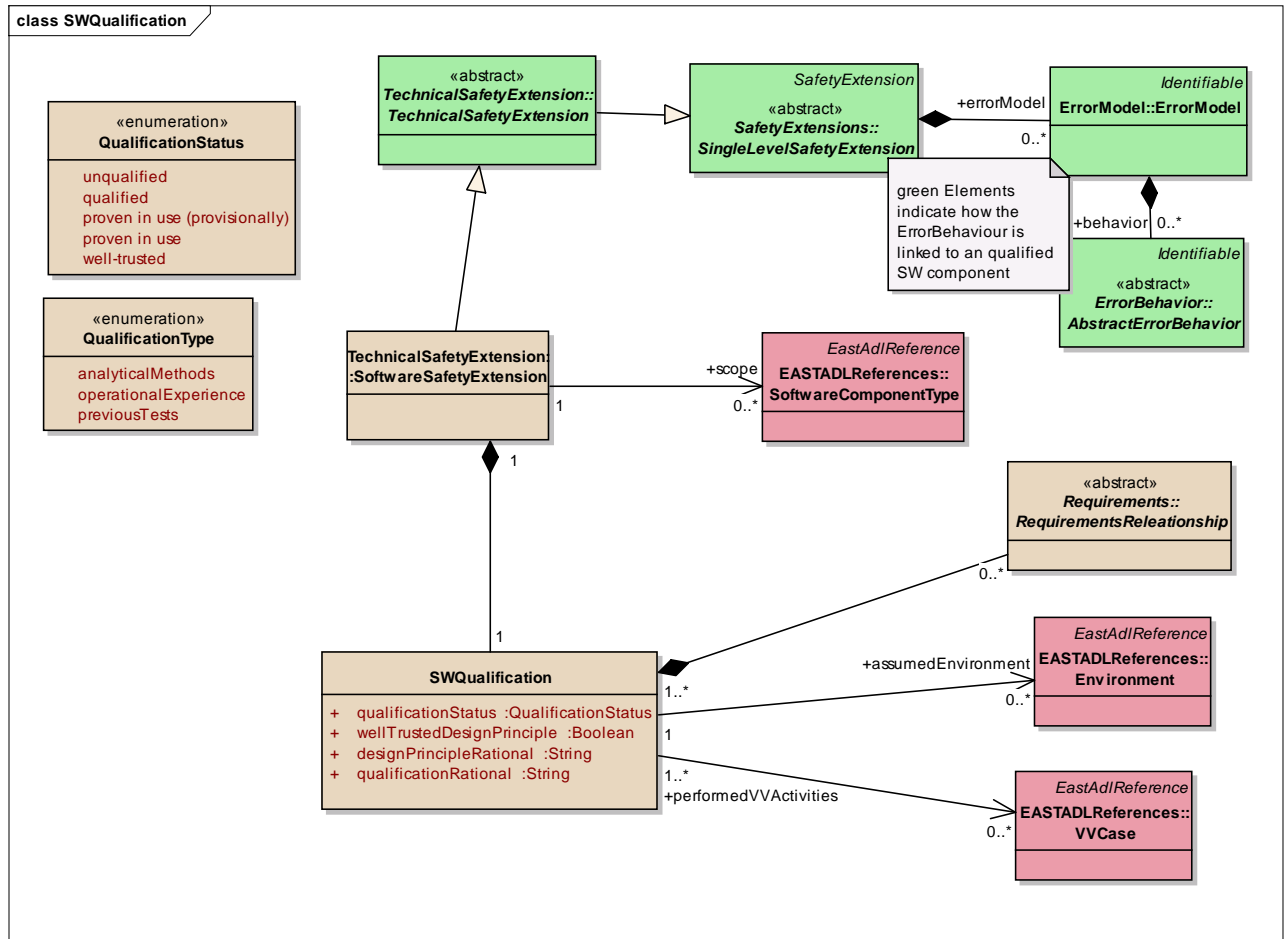 class SWQualification
«enumeration»
QualificationStatus
unqualified
qualified
proven in use (provisionally)
proven in use
well-trusted
«enumeration»
QualificationType
analyticalMethods
operationalExperience
previousTests
«abstract»
TechnicalSafetyExtension::
TechnicalSafetyExtension
SafetyExtension
«abstract»
SafetyExtensions::
SingleLevelSafetyExtension
+errorModel
0..*
Identifiable
ErrorModel::ErrorModel
green Elements
indicate how the
ErrorBehaviour is
linked to an qualified
SW component
+behavior
0..*
Identifiable
«abstract»
ErrorBehavior::
AbstractErrorBehavior
TechnicalSafetyExtension:
:SoftwareSafetyExtension
1
+scope
0..*
EastAdlReference
EASTADLReferences::
SoftwareComponentType
1
1
«abstract»
Requirements::
RequirementsReleationship
0..*
SWQualification
+ qualificationStatus :QualificationStatus
+ wellTrustedDesignPrinciple :Boolean
+ designPrincipleRational :String
+ qualificationRational :String
1..*
+assumedEnvironment
1
0..*
EastAdlReference
EASTADLReferences::
Environment
1..*
+performedVVActivities
0..*
EastAdlReference
EASTADLReferences::
VVCase